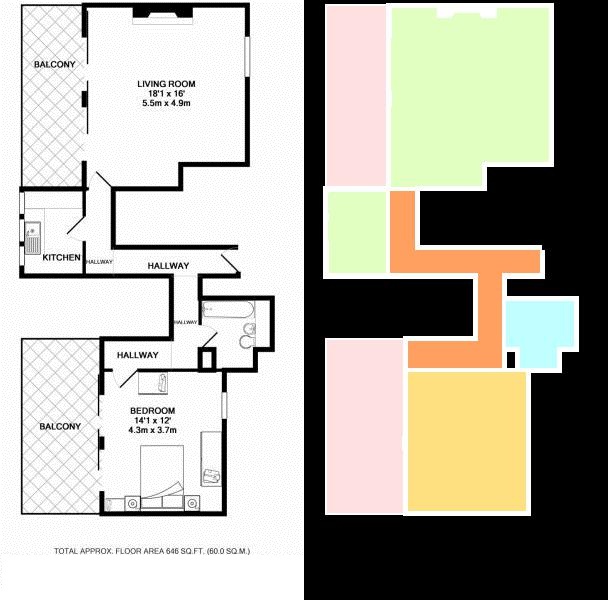 BALCONY
LIVING ROOM
18'1 x 16'
5.5m x 4.9m
KITCHEN
HALLWAY
HALLWAY
HALLWAY
HALLWAY
BEDROOM
14'1 x 12'
4.3m x 3.7m
BALCONY
TOTAL APPROX. FLOOR AREA 646 SQ.FT. (60.0 SQ.M.)